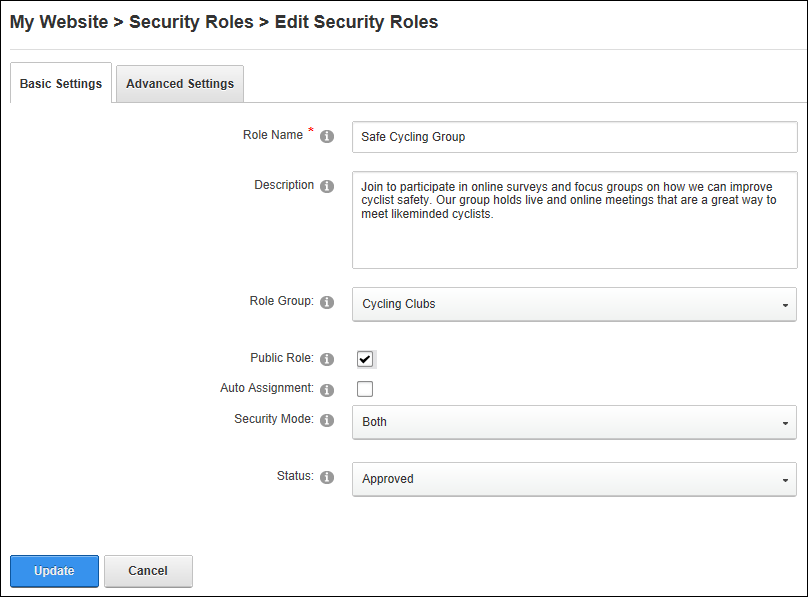 My Website > Security Roles > Edit Security Roles
Basic Settings
Advanced Settings
Role Name *
Safe Cycling Group
Description
Join to participate in online surveys and focus groups on how we can improve
cyclist safety. Our group holds live and online meetings that are a great way to
meet likeminded cyclists.
Role Group:
Cycling Clubs
Public Role:
Auto Assignment:
Security Mode:
Both
Status:
Approved
Update
Cancel